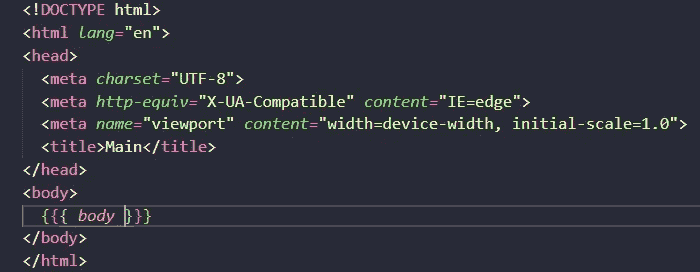 <!DOCTYPE html>
<html lang="en">
<head>
  <meta charset="UTF-8">
  <meta http-equiv="X-UA-Compatible" content="IE=edge">
  <meta name="viewport" content="width=device-width, initial-scale=1.0">
  <title>Main</title>
</head>
<body>
  {{{ body }}}
</body>
</html>